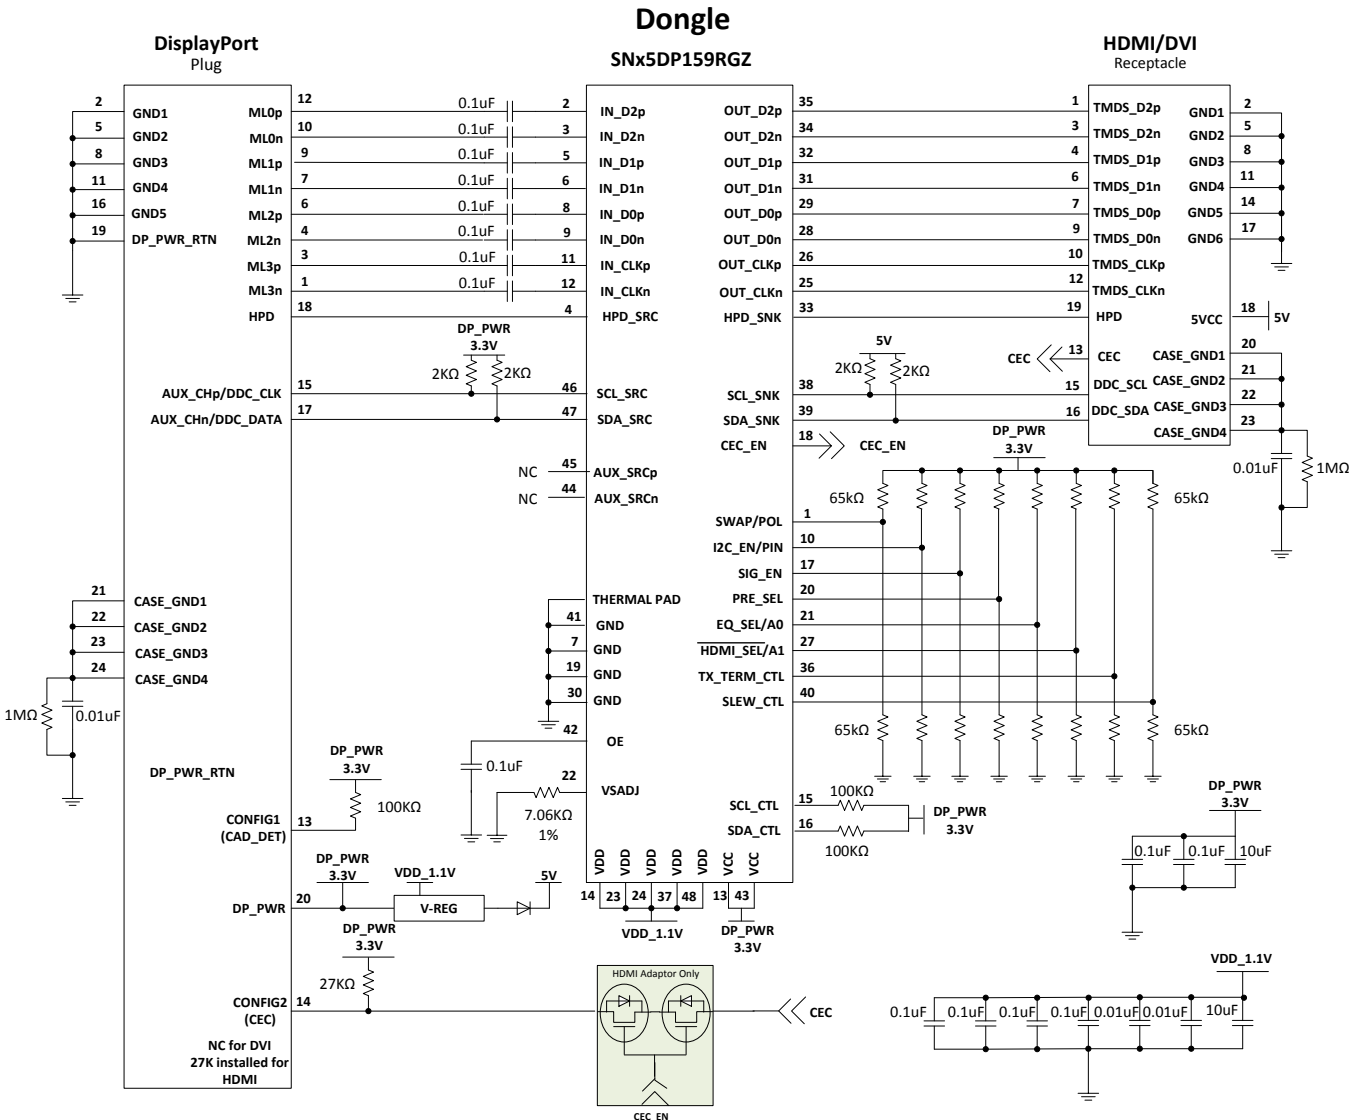 Dongle
DisplayPort
Plug
SNx5DP159RGZ
HDMI/DVI
Receptacle
2 GND1
5 GND2
8 GND3
11 GND4
16 GND5
19 DP_PWR_RTN
ML0p 12
ML0n 10
ML1p 9
ML1n 7
ML2p 6
ML2n 4
ML3p 3
ML3n 1
HPD 18
0.1uF
0.1uF
0.1uF
0.1uF
0.1uF
0.1uF
0.1uF
0.1uF
2 IN_D2p
3 IN_D2n
5 IN_D1p
6 IN_D1n
8 IN_D0p
9 IN_D0n
11 IN_CLKp
12 IN_CLKn
4 HPD_SRC
OUT_D2p 35
OUT_D2n 34
OUT_D1p 32
OUT_D1n 31
OUT_D0p 29
OUT_D0n 28
OUT_CLKp 26
OUT_CLKn 25
HPD_SNK 33
1 TMDS_D2p
3 TMDS_D2n
4 TMDS_D1p
6 TMDS_D1n
7 TMDS_D0p
9 TMDS_D0n
10 TMDS_CLKp
12 TMDS_CLKn
19 HPD
GND1 2
GND2 5
GND3 8
GND4 11
GND5 14
GND6 17
5VCC 18 5V
CEC 13 CEC
CASE_GND1 20
CASE_GND2 21
CASE_GND3 22
CASE_GND4 23
15 DDC_SCL
16 DDC_SDA
0.01uF
1MΩ
DP_PWR
3.3V
2KΩ 2KΩ
AUX_CHp/DDC_CLK 15
AUX_CHn/DDC_DATA 17
46 SCL_SRC
47 SDA_SRC
NC 45 AUX_SRCp
NC 44 AUX_SRCn
5V
2KΩ 2KΩ
SCL_SNK 38
SDA_SNK 39
CEC_EN 18 CEC_EN
DP_PWR
3.3V
65kΩ 65kΩ
SWAP/POL 1
I2C_EN/PIN 10
SIG_EN 17
PRE_SEL 20
EQ_SEL/A0 21
HDMI_SEL/A1 27
TX_TERM_CTL 36
SLEW_CTL 40
65kΩ 65kΩ
THERMAL PAD
41 GND
7 GND
19 GND
30 GND
42 OE
0.1uF
22 VSADJ
7.06KΩ
1%
21 CASE_GND1
22 CASE_GND2
23 CASE_GND3
24 CASE_GND4
1MΩ 0.01uF
DP_PWR_RTN
DP_PWR
3.3V
100KΩ
CONFIG1 13
(CAD_DET)
SCL_CTL 15 100KΩ
SDA_CTL 16
100KΩ
DP_PWR
3.3V
DP_PWR
3.3V
0.1uF 0.1uF 10uF
DP_PWR
3.3V
VDD_1.1V
5V
DP_PWR 20
V-REG
VDD VDD VDD VDD VDD VCC VCC
14 23 24 37 48 13 43
VDD_1.1V
DP_PWR
3.3V
DP_PWR
3.3V
27KΩ
CONFIG2 14
(CEC)
NC for DVI
27K installed for
HDMI
HDMI Adaptor Only
CEC
CEC_EN
VDD_1.1V
0.1uF 0.1uF 0.1uF 0.1uF 0.01uF 0.01uF 10uF